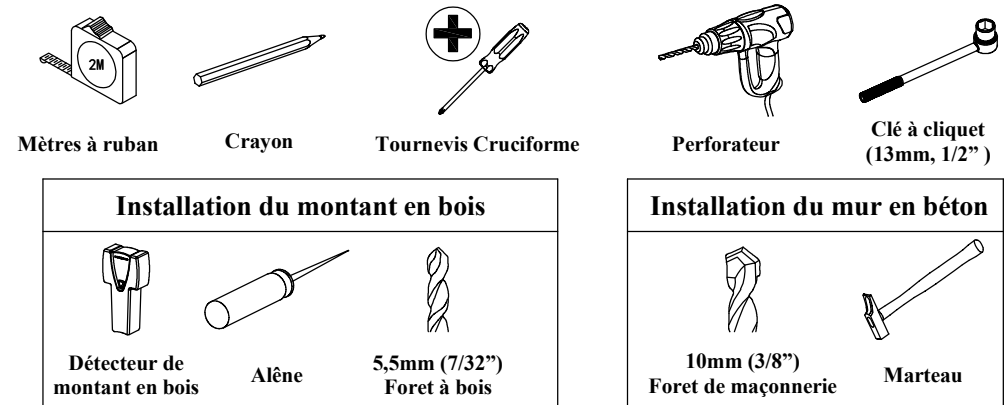 2M
Mètres à ruban
Crayon
Tournevis Cruciforme
Perforateur
Clé à cliquet
(13mm, 1/2” )
Installation du montant en bois
Détecteur de
montant en bois
Alêne
5,5mm (7/32”)
Foret à bois
Installation du mur en béton
10mm (3/8”)
Foret de maçonnerie
Marteau